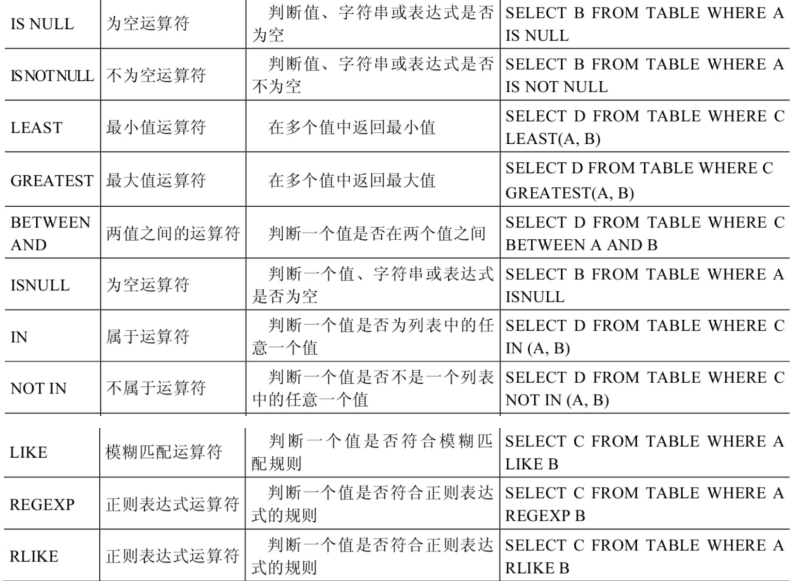 IS NULL
为空运算符
判断值、字符串或表达式是否
为空
SELECT B FROM TABLE WHERE A
IS NULL
IS NOT NULL
不为空运算符
判断值、字符串或表达式是否
不为空
SELECT B FROM TABLE WHERE A
IS NOT NULL
LEAST
最小值运算符
在多个值中返回最小值
SELECT D FROM TABLE WHERE C
LEAST(A, B)
GREATEST
最大值运算符
在多个值中返回最大值
SELECT D FROM TABLE WHERE C
GREATEST(A, B)
BETWEEN
AND
两值之间的运算符
判断一个值是否在两个值之间
SELECT D FROM TABLE WHERE C
BETWEEN A AND B
ISNULL
为空运算符
判断一个值、字符串或表达式
是否为空
SELECT B FROM TABLE WHERE A
ISNULL
IN
属于运算符
判断一个值是否为列表中的任
意一个值
SELECT D FROM TABLE WHERE C
IN (A, B)
NOT IN
不属于运算符
判断一个值是否不是一个列表
中的任意一个值
SELECT D FROM TABLE WHERE C
NOT IN (A, B)
LIKE
模糊匹配运算符
判断一个值是否符合模糊匹
配规则
SELECT C FROM TABLE WHERE A
LIKE B
REGEXP
正则表达式运算符
判断一个值是否符合正则表达
式的规则
SELECT C FROM TABLE WHERE A
REGEXP B
RLIKE
正则表达式运算符
判断一个值是否符合正则表达
式的规则
SELECT C FROM TABLE WHERE A
RLIKE B